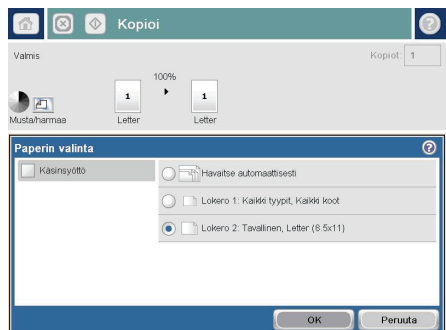 Kopioi
Valmis
Kopiot: 1
100%
1 1
Musta/harmaa Letter Letter
Paperin valinta
Käsinsyöttö
Havaitse automaattisesti
Lokero 1: Kaikki tyypit, Kaikki koot
Lokero 2: Tavallinen, Letter (8.5x11)
OK Peruuta